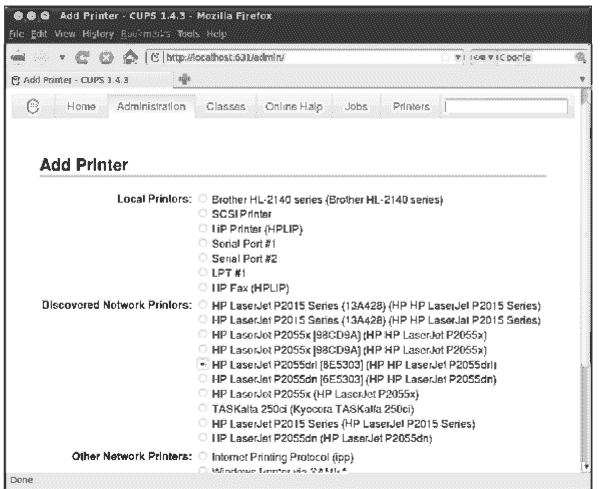 Add Printer - CUPS 1.4.3 - Mozilla Firefox
File Edit View History Bookmarks Tools Help
http://localhost:631/admin/
Add Printer - CUPS 1.4.3
Home Administration Classes Online Help Jobs Printers
Add Printer
Local Printers: Brother HL-2140 series (Brother HL-2140 series)
SCSI Printer
HP Printer (HPLIP)
Serial Port #1
Serial Port #2
LPT #1
HP Fax (HPLIP)
Discovered Network Printers: HP LaserJet P2015 Series {13A428} (HP HP LaserJet P2015 Series)
HP LaserJet P2015 Series {13A428} (HP HP LaserJet P2015 Series)
HP LaserJet P2055x [98CD9A] (HP HP LaserJet P2055x)
HP LaserJet P2055x [98CD9A] (HP HP LaserJet P2055x)
HP LaserJet P2055dn [6E5303] (HP HP LaserJet P2055dn)
HP LaserJet P2055dn [6E5303] (HP HP LaserJet P2055dn)
HP LaserJet P2055x (HP LaserJet P2055x)
TASKalfa 250ci (Kyocera TASKalfa 250ci)
HP LaserJet P2015 Series (HP LaserJet P2015 Series)
HP LaserJet P2055dn (HP LaserJet P2055dn)
Other Network Printers: Internet Printing Protocol (ipp)
Windows Printer via SAMBA
Done